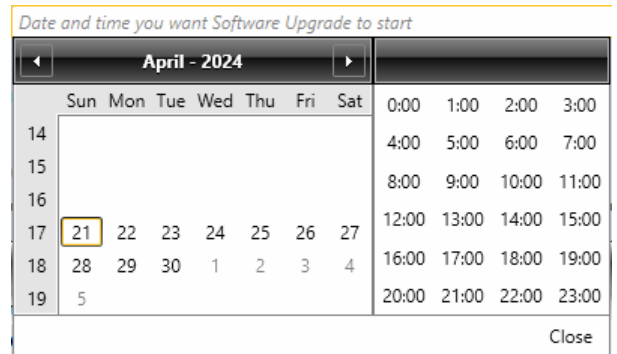 Date and time you want Software Upgrade to start
April - 2024
Sun Mon Tue Wed Thu Fri Sat
14
15
16
17 21 22 23 24 25 26 27
18 28 29 30 1 2 3 4
19 5
0:00 1:00 2:00 3:00
4:00 5:00 6:00 7:00
8:00 9:00 10:00 11:00
12:00 13:00 14:00 15:00
16:00 17:00 18:00 19:00
20:00 21:00 22:00 23:00
Close